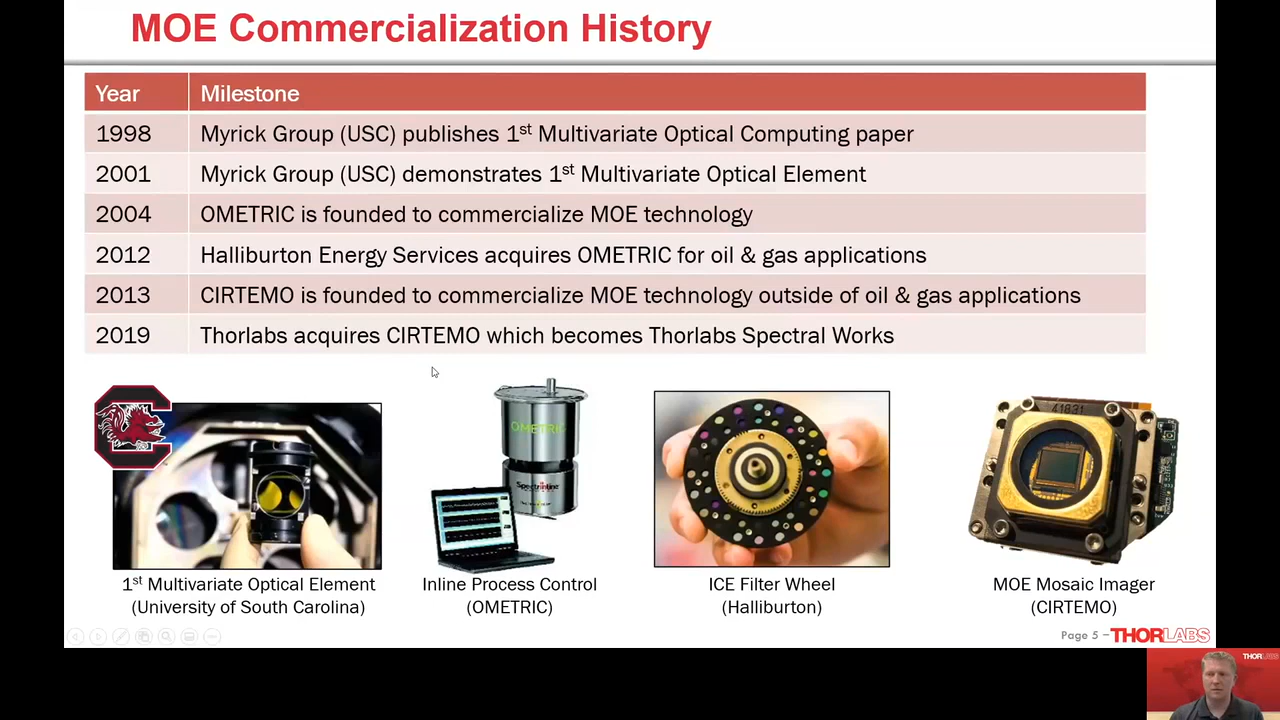 MOE Commercialization History
Year Milestone
1998 Myrick Group (USC) publishes 1st Multivariate Optical Computing paper
2001 Myrick Group (USC) demonstrates 1st Multivariate Optical Element
2004 OMETRIC is founded to commercialize MOE technology
2012 Halliburton Energy Services acquires OMETRIC for oil & gas applications
2013 CIRTEMO is founded to commercialize MOE technology outside of oil & gas applications
2019 Thorlabs acquires CIRTEMO which becomes Thorlabs Spectral Works
OMETRIC
Spectrinline
41831
1st Multivariate Optical Element
(University of South Carolina)
Inline Process Control
(OMETRIC)
ICE Filter Wheel
(Halliburton)
MOE Mosaic Imager
(CIRTEMO)
Page 5 – THORLABS
THORLABS